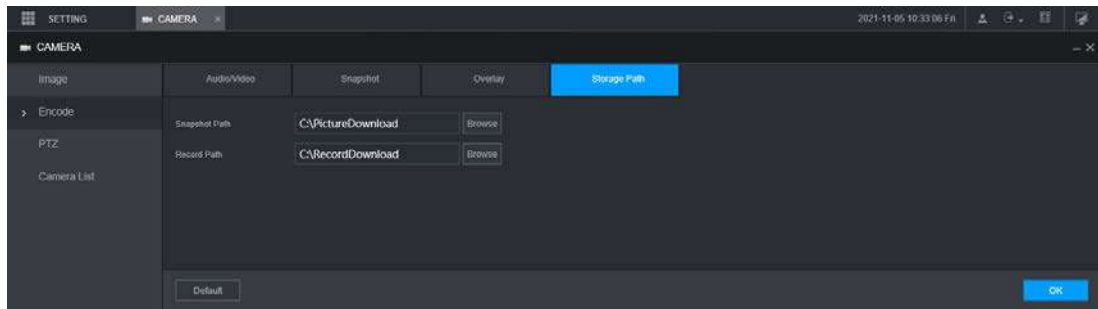 SETTING CAMERA × 2021-11-05 10:33:06 Fri
CAMERA
Image Audio/Video Snapshot Overlay Storage Path
Encode
Snapshot Path C:\PictureDownload Browse
PTZ
Record Path C:\RecordDownload Browse
Camera List
Default OK